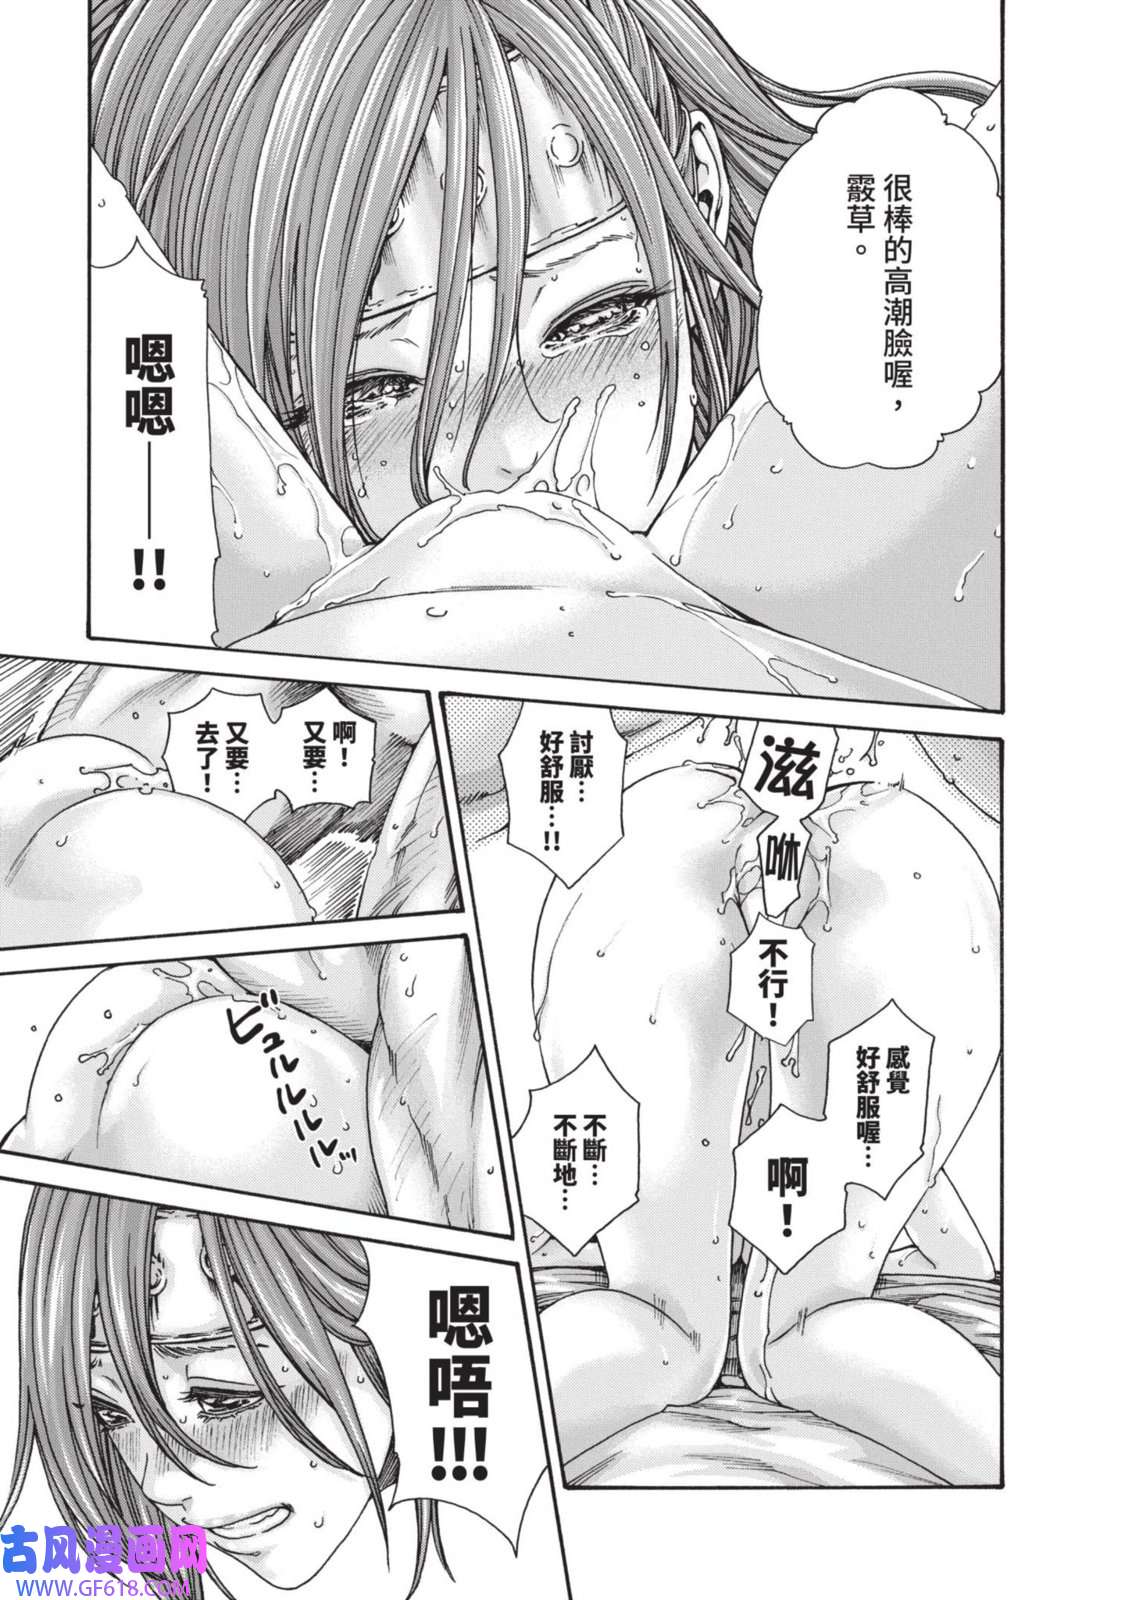 很棒的高潮臉喔，
霰草。
嗯嗯——!!
滋
咻
討厭…
好舒服…!!
不行！
感覺
好舒服喔…
啊！
不斷…
不斷地…
啊！
又要…
又要…
去了！
ビュルルルルッ
嗯唔!!!
古风漫画网
WWW.GF618.COM